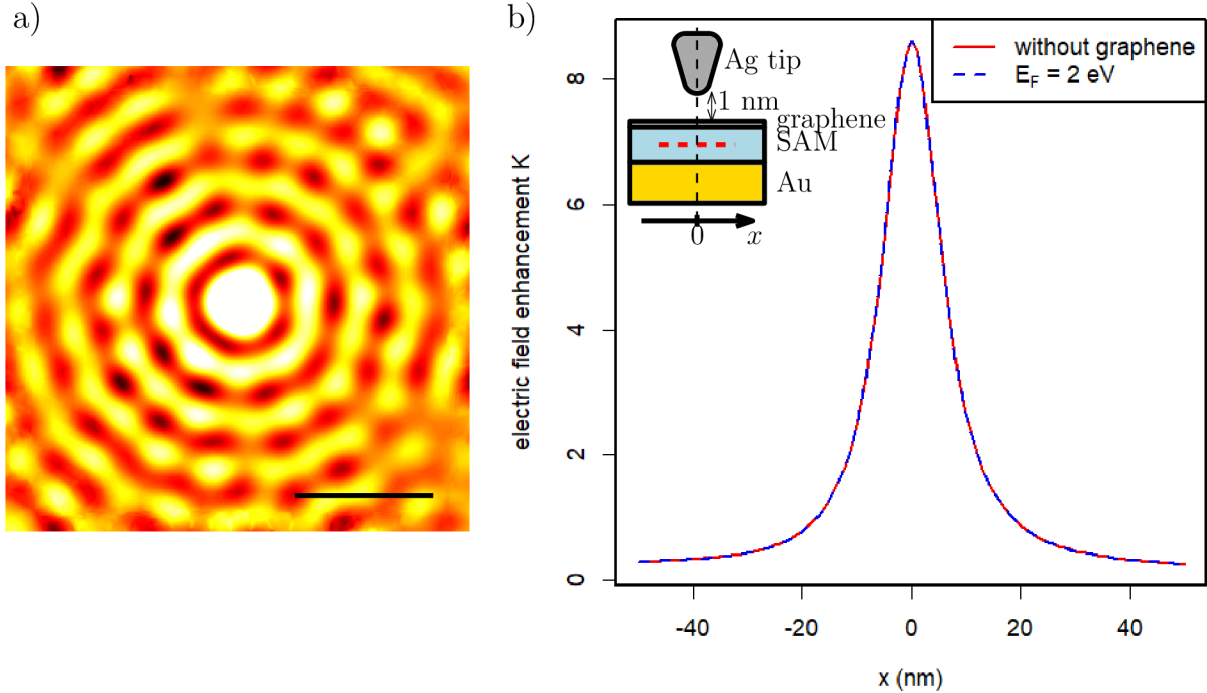 a)
b)
without graphene
E_F = 2 eV
Ag tip
1 nm
graphene
SAM
Au
0
x
electric field enhancement K
8
6
4
2
0
-40
-20
0
20
40
x (nm)